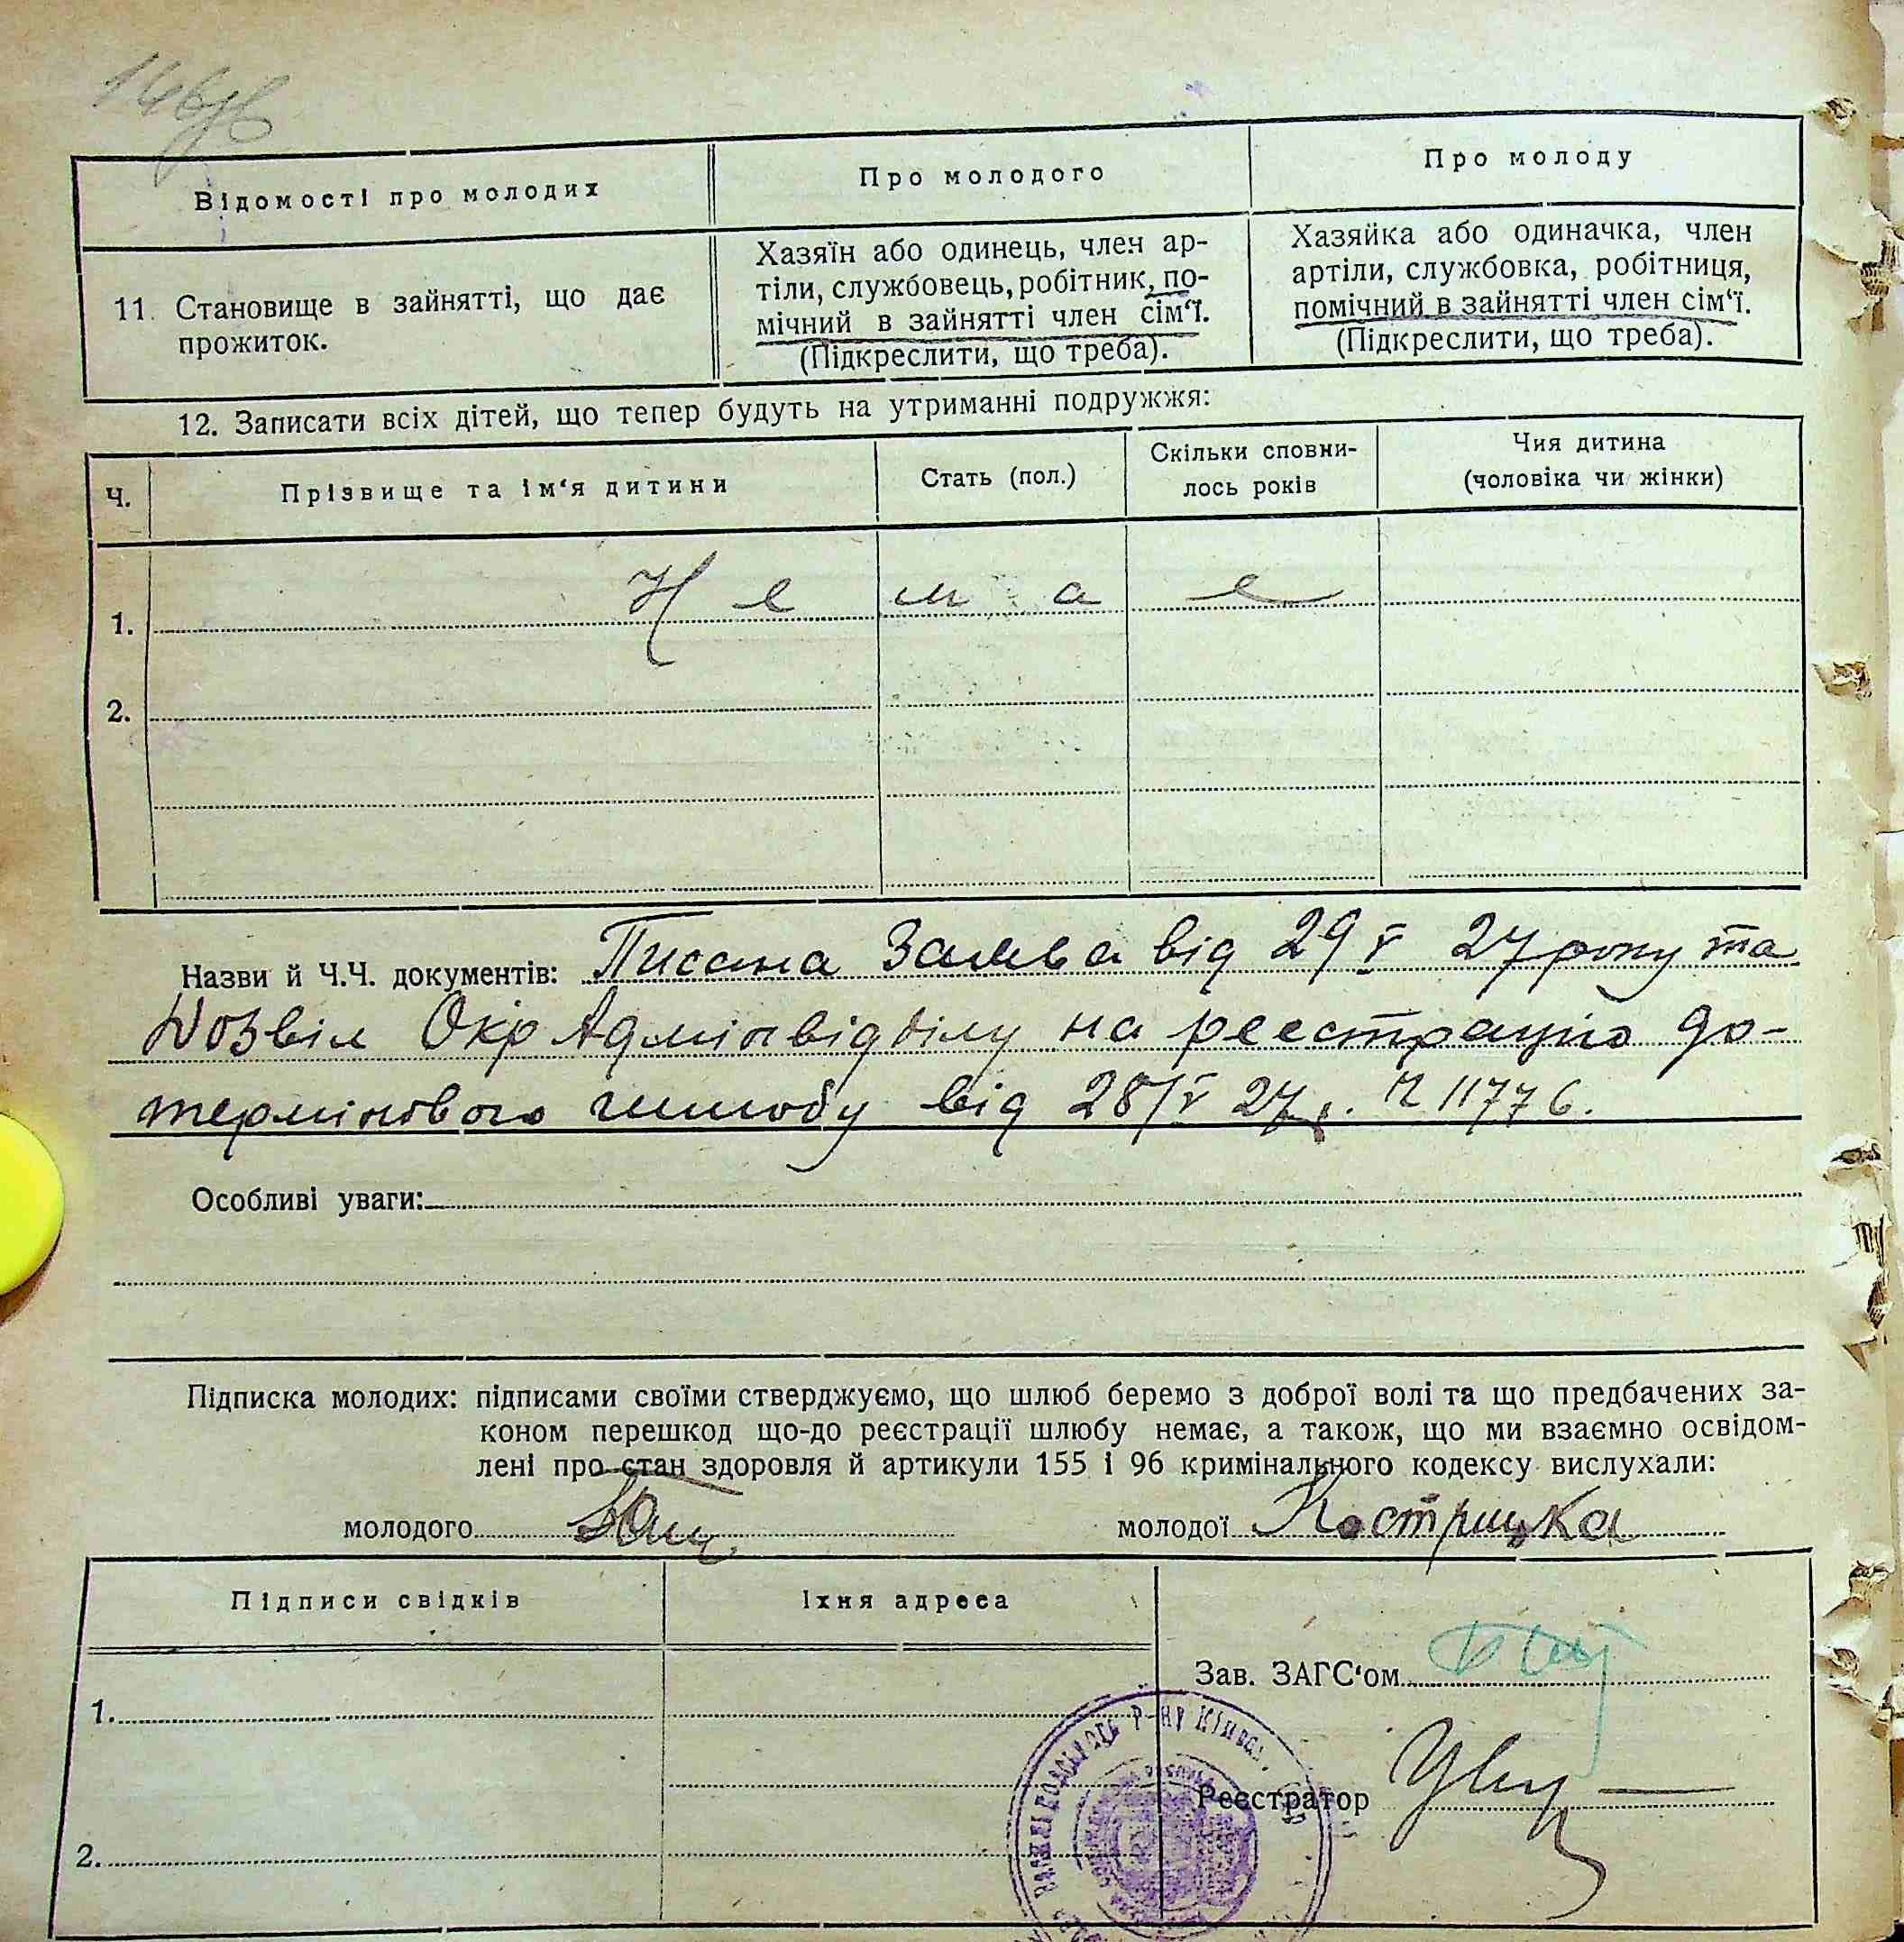 Відомості про молодих
Про молодого
Про молоду
11. Становище в зайнятті, що дає
прожиток.
Хазяїн або одинець, член ар-
тіли, службовець, робітник, по-
мічний в зайнятті член сім‘ї.
(Підкреслити, що треба).
Хазяйка або одиначка, член
артіли, службовка, робітниця,
помічний в зайнятті член сім‘ї.
(Підкреслити, що треба).
12. Записати всіх дітей, що тепер будуть на утриманні подружжя:
Ч.
Прізвище та ім‘я дитини
Стать (пол.)
Скільки сповни-
лось років
Чия дитина
(чоловіка чи жінки)
1. Немає
2.
Назви й Ч.Ч. документів: Писана Заява від 29 V 27 року та
Дозвіл Окр Адмінвідділу на реєстрацію до-
термінового шлюбу від 28/V 27 р. Ч 11776.
Особливі уваги:
Підписка молодих: підписами своїми стверджуємо, що шлюб беремо з доброї волі та що предбачених за-
коном перешкод що-до реєстрації шлюбу немає, а також, що ми взаємно освідом-
лені про стан здоровля й артикули 155 і 96 кримінального кодексу вислухали:
молодого
молодої Кострицка
Підписи свідків
Їхня адреса
Зав. ЗАГС‘ом
1.
Реєстратор
2.